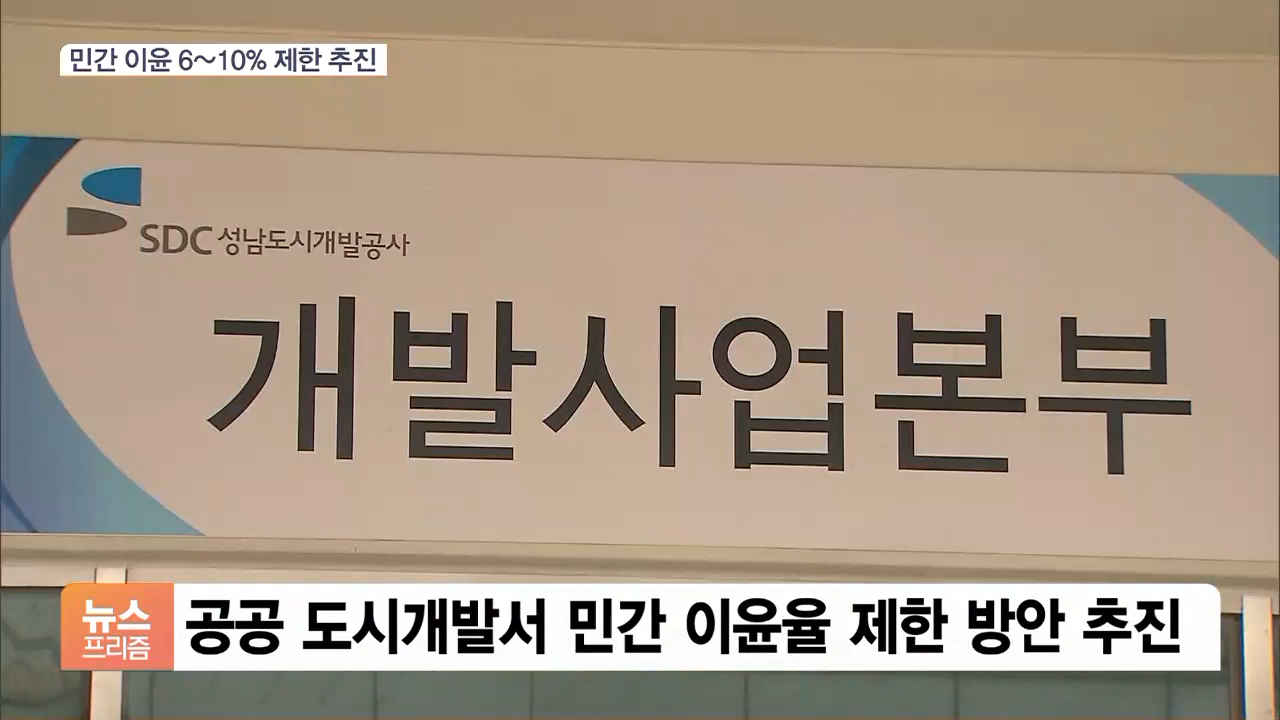 민간 이윤 6~10% 제한 추진
SDC 성남도시개발공사
개발사업본부
뉴스
프리즘
공공 도시개발서 민간 이윤율 제한 방안 추진